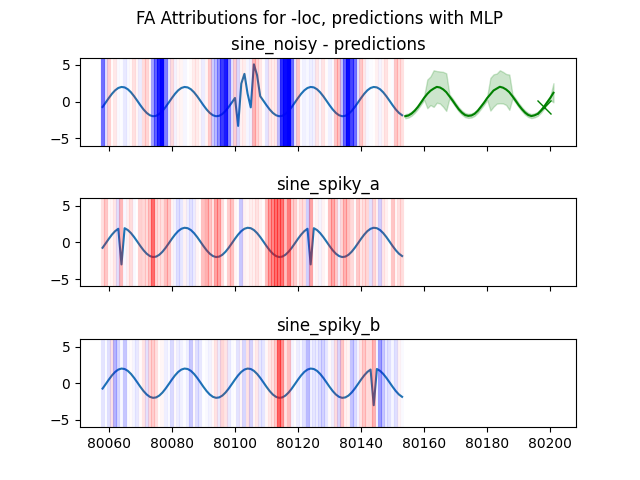 FA Attributions for -loc, predictions with MLP
sine_noisy - predictions
5
0
−5
sine_spiky_a
5
0
−5
sine_spiky_b
5
0
−5
80060 80080 80100 80120 80140 80160 80180 80200